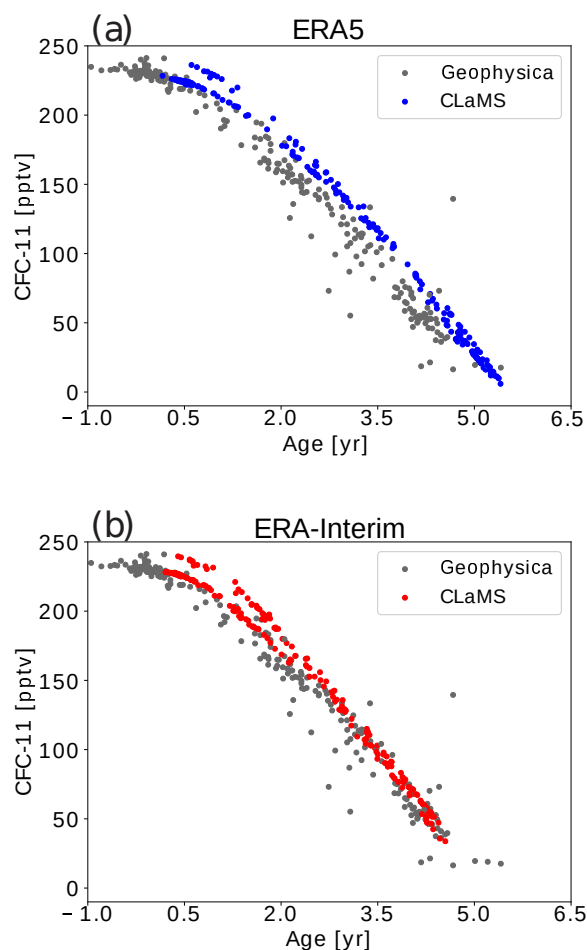 (a)
ERA5
250
200
150
100
50
0
CFC-11 [pptv]
Geophysica
CLaMS
−1.0 0.5 2.0 3.5 5.0 6.5
Age [yr]
(b)
ERA-Interim
250
200
150
100
50
0
CFC-11 [pptv]
Geophysica
CLaMS
−1.0 0.5 2.0 3.5 5.0 6.5
Age [yr]